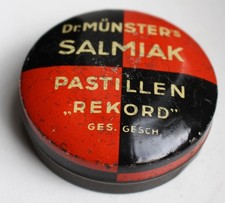 Dr. MÜNSTER's
SALMIAK
PASTILLEN
„REKORD”
GES. GESCH.